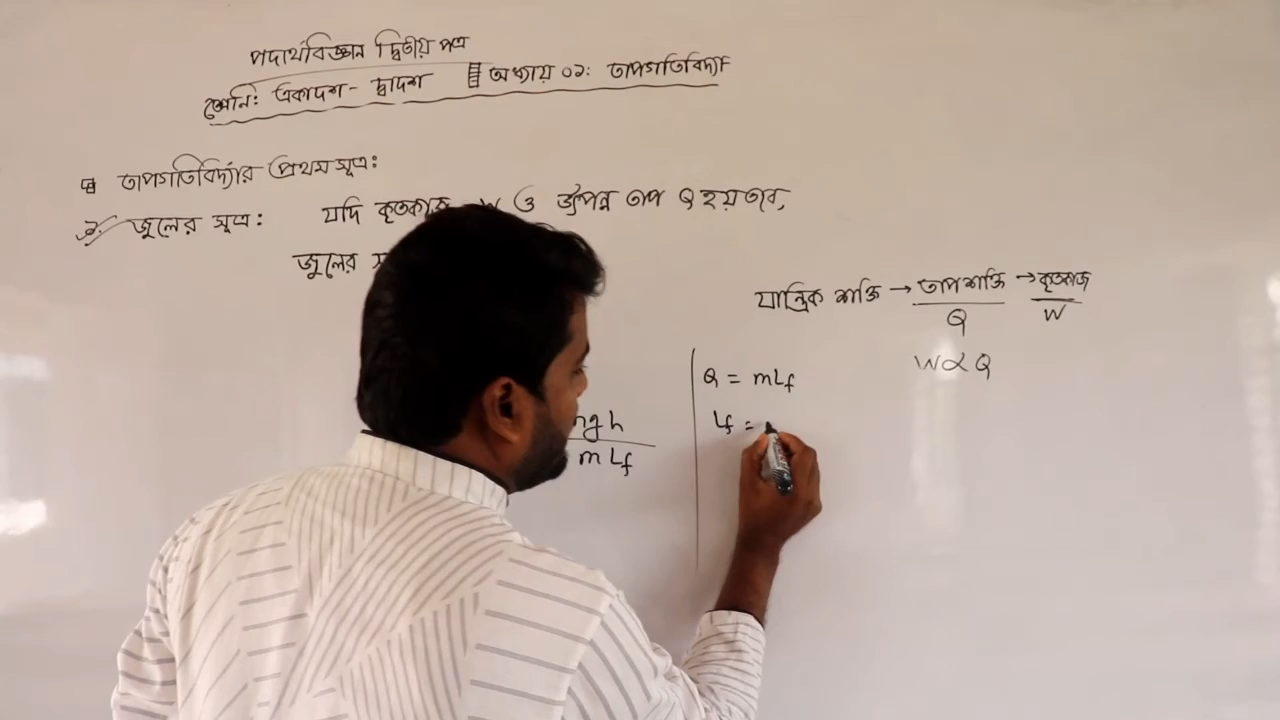 পদার্থবিজ্ঞান দ্বিতীয় পত্র
শ্রেনি: একাদশ - দ্বাদশ অধ্যায় ০১: তাপগতিবিদ্যা
তাপগতিবিদ্যার প্রথম সূত্র:
জুলের সূত্র: যদি কৃতকাজ W ও উৎপন্ন তাপ Q হয় তবে,
জুলের
যান্ত্রিক শক্তি → তাপশক্তি → কৃতকাজ
Q W
W ∝ Q
mgh
mLf
Q = mLf
Lf =